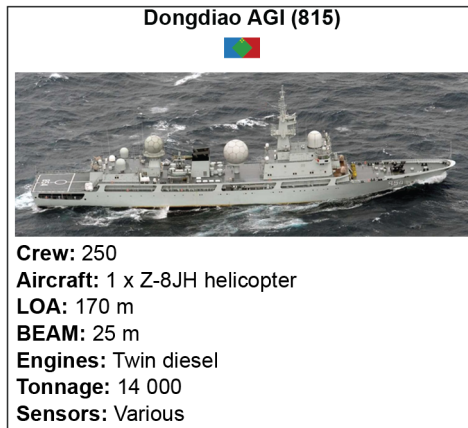 Dongdiao AGI (815)
Crew: 250
Aircraft: 1 x Z-8JH helicopter
LOA: 170 m
BEAM: 25 m
Engines: Twin diesel
Tonnage: 14 000
Sensors: Various